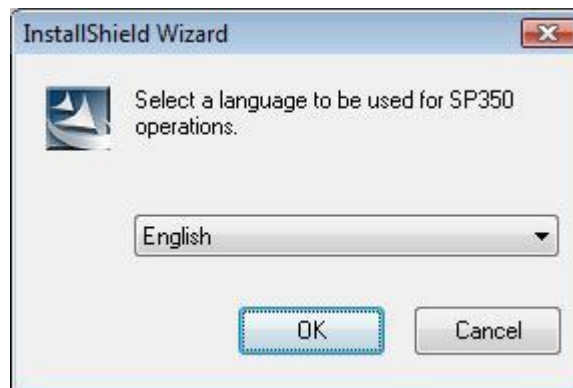 InstallShield Wizard
Select a language to be used for SP350
operations.
English
OK
Cancel